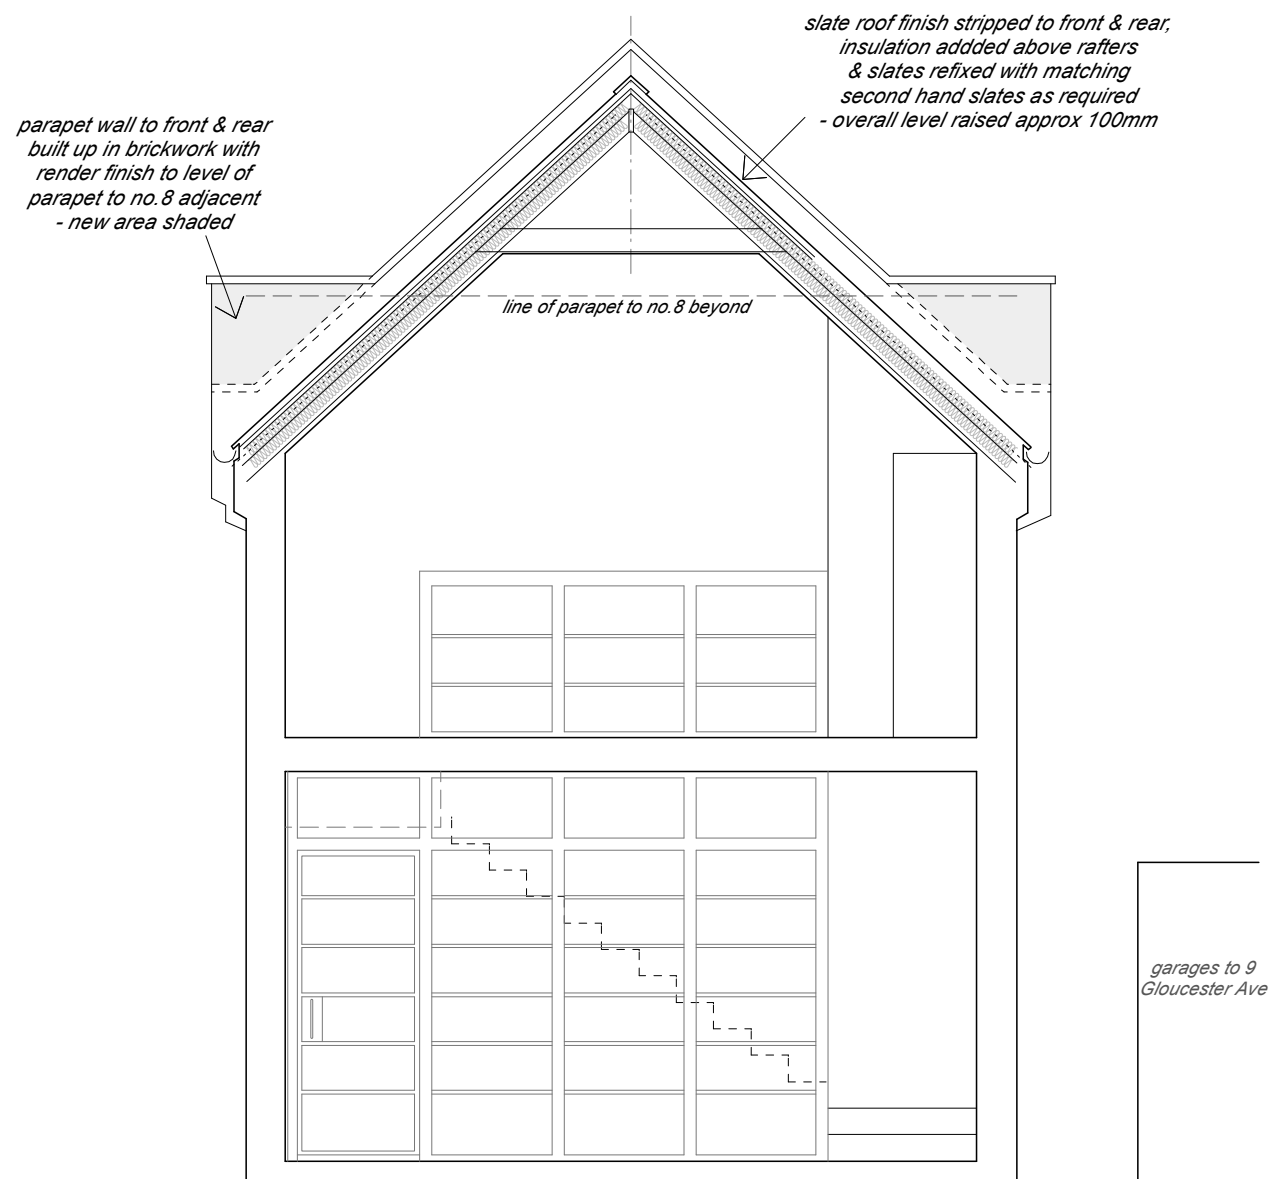 slate roof finish stripped to front & rear,
insulation addded above rafters
& slates refixed with matching
second hand slates as required
- overall level raised approx 100mm
parapet wall to front & rear
built up in brickwork with
render finish to level of
parapet to no.8 adjacent
- new area shaded
line of parapet to no.8 beyond
garages to 9
Gloucester Ave